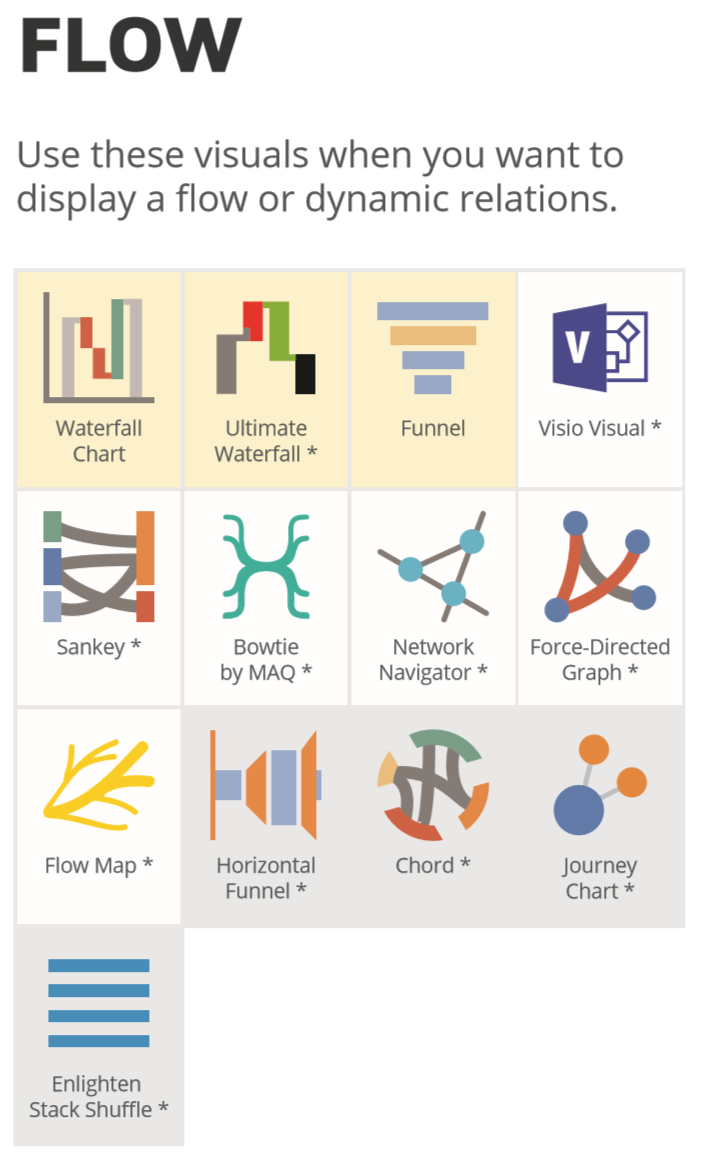 FLOW
Use these visuals when you want to
display a flow or dynamic relations.
Waterfall
Chart
Ultimate
Waterfall *
Funnel
V
Visio Visual *
Sankey *
Bowtie
by MAQ *
Network
Navigator *
Force-Directed
Graph *
Flow Map *
Horizontal
Funnel *
Chord *
Journey
Chart *
Enlighten
Stack Shuffle *